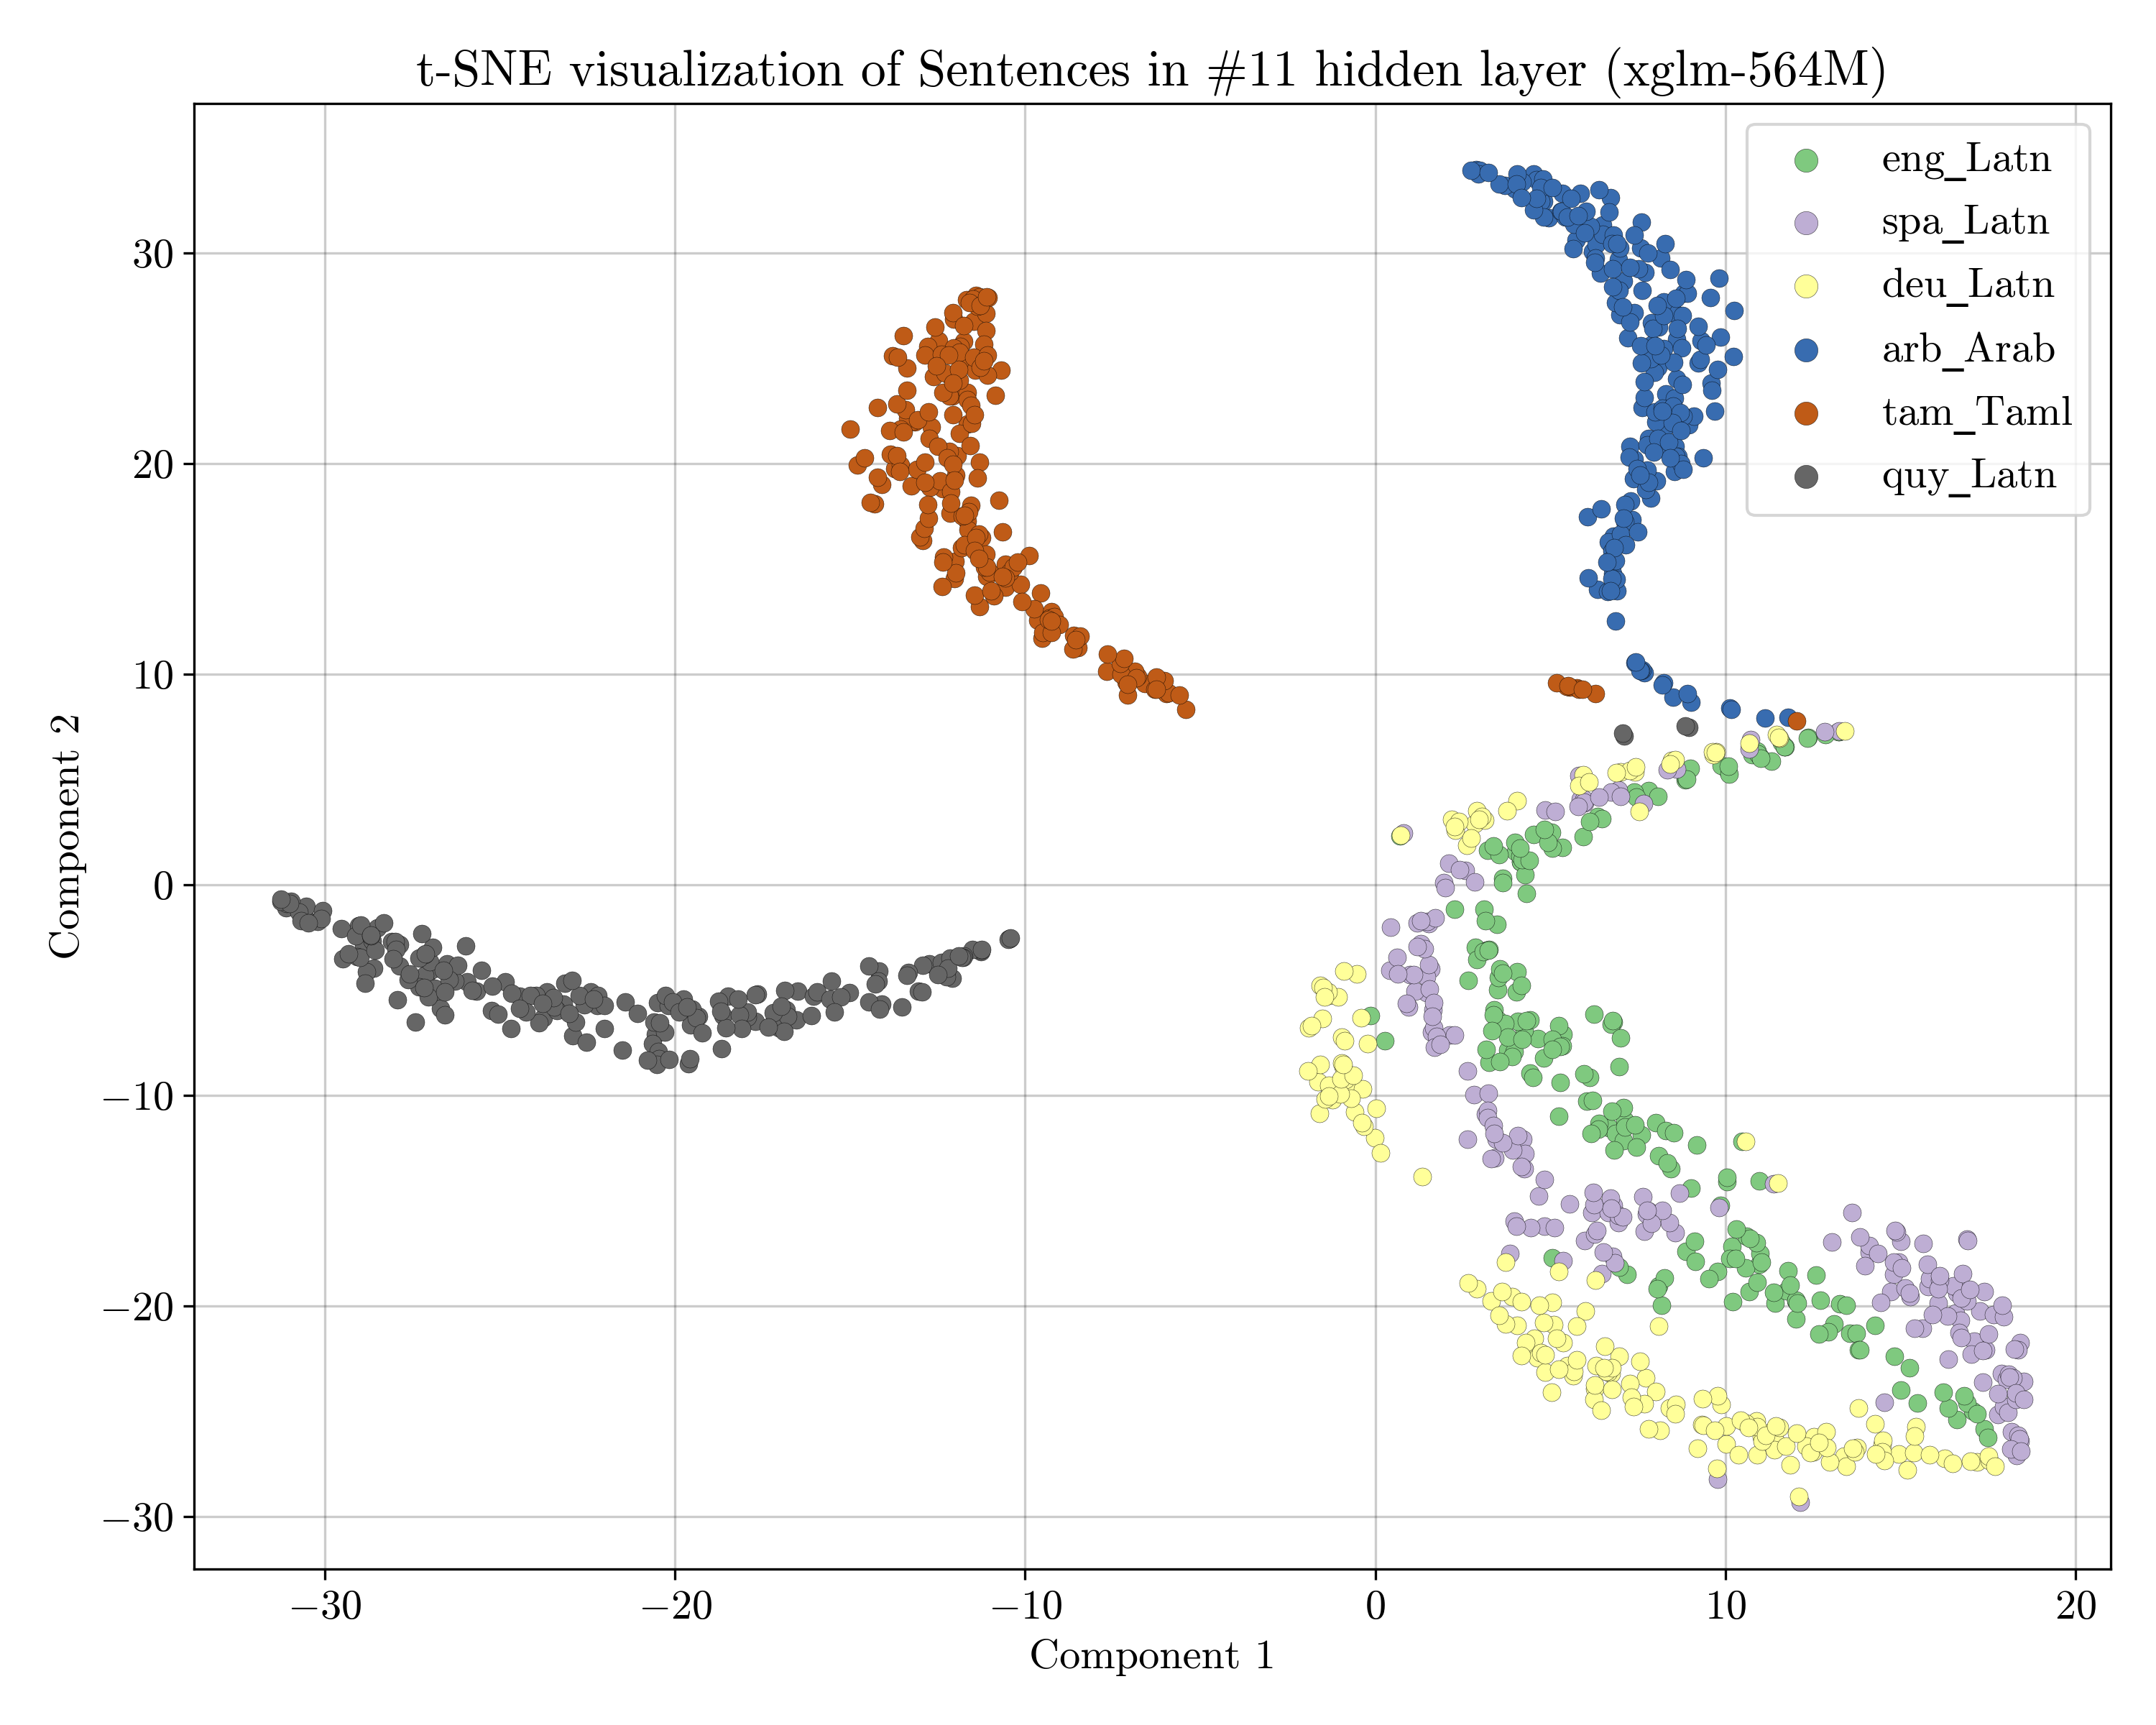 t-SNE visualization of Sentences in #11 hidden layer (xglm-564M)
eng_Latn
spa_Latn
deu_Latn
arb_Arab
tam_Taml
quy_Latn
30
20
10
0
−10
−20
−30
Component 2
−30
−20
−10
0
10
20
Component 1